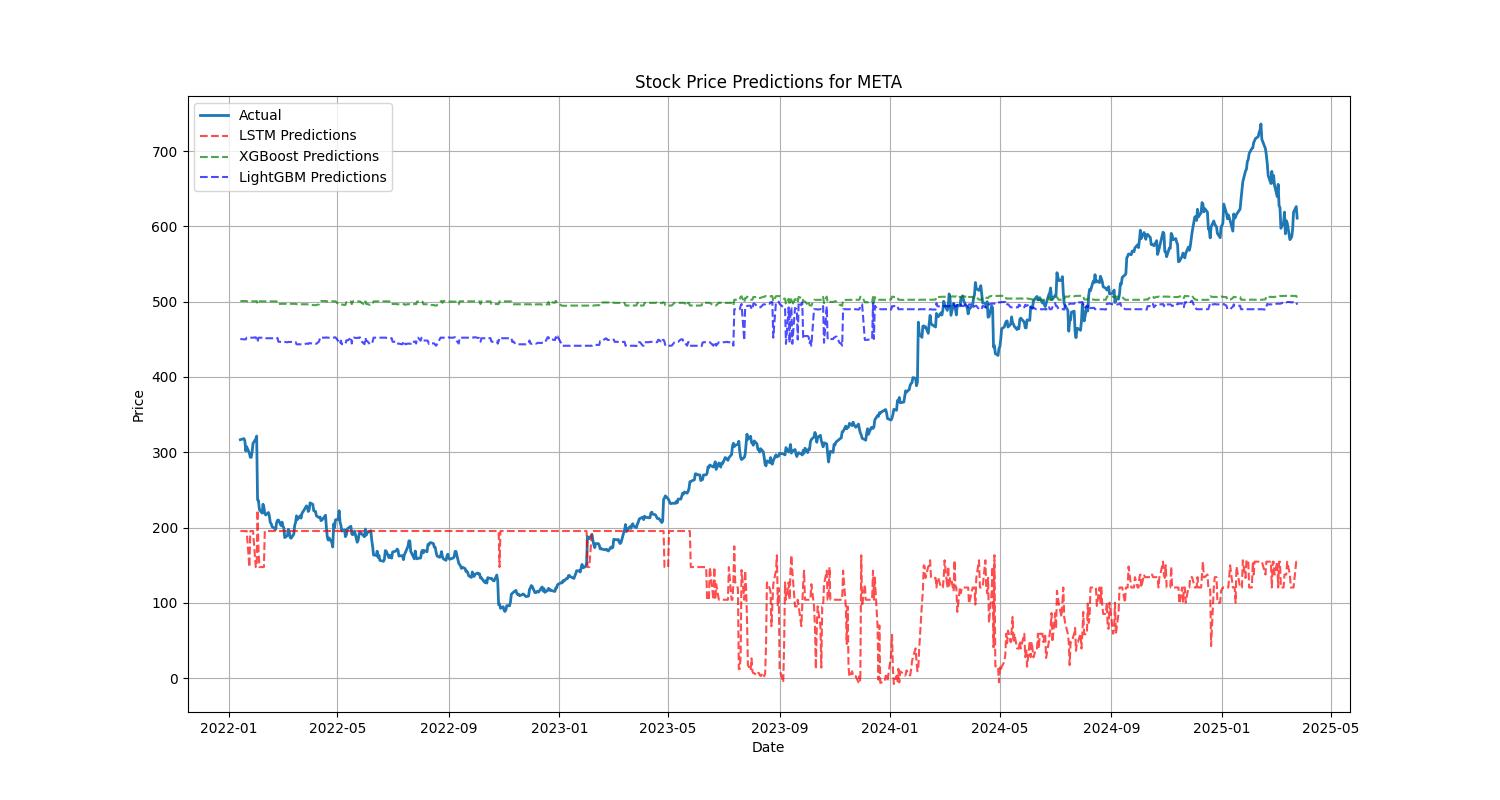 Stock Price Predictions for META
Actual
LSTM Predictions
XGBoost Predictions
LightGBM Predictions
Price
700
600
500
400
300
200
100
0
2022-01 2022-05 2022-09 2023-01 2023-05 2023-09 2024-01 2024-05 2024-09 2025-01 2025-05
Date